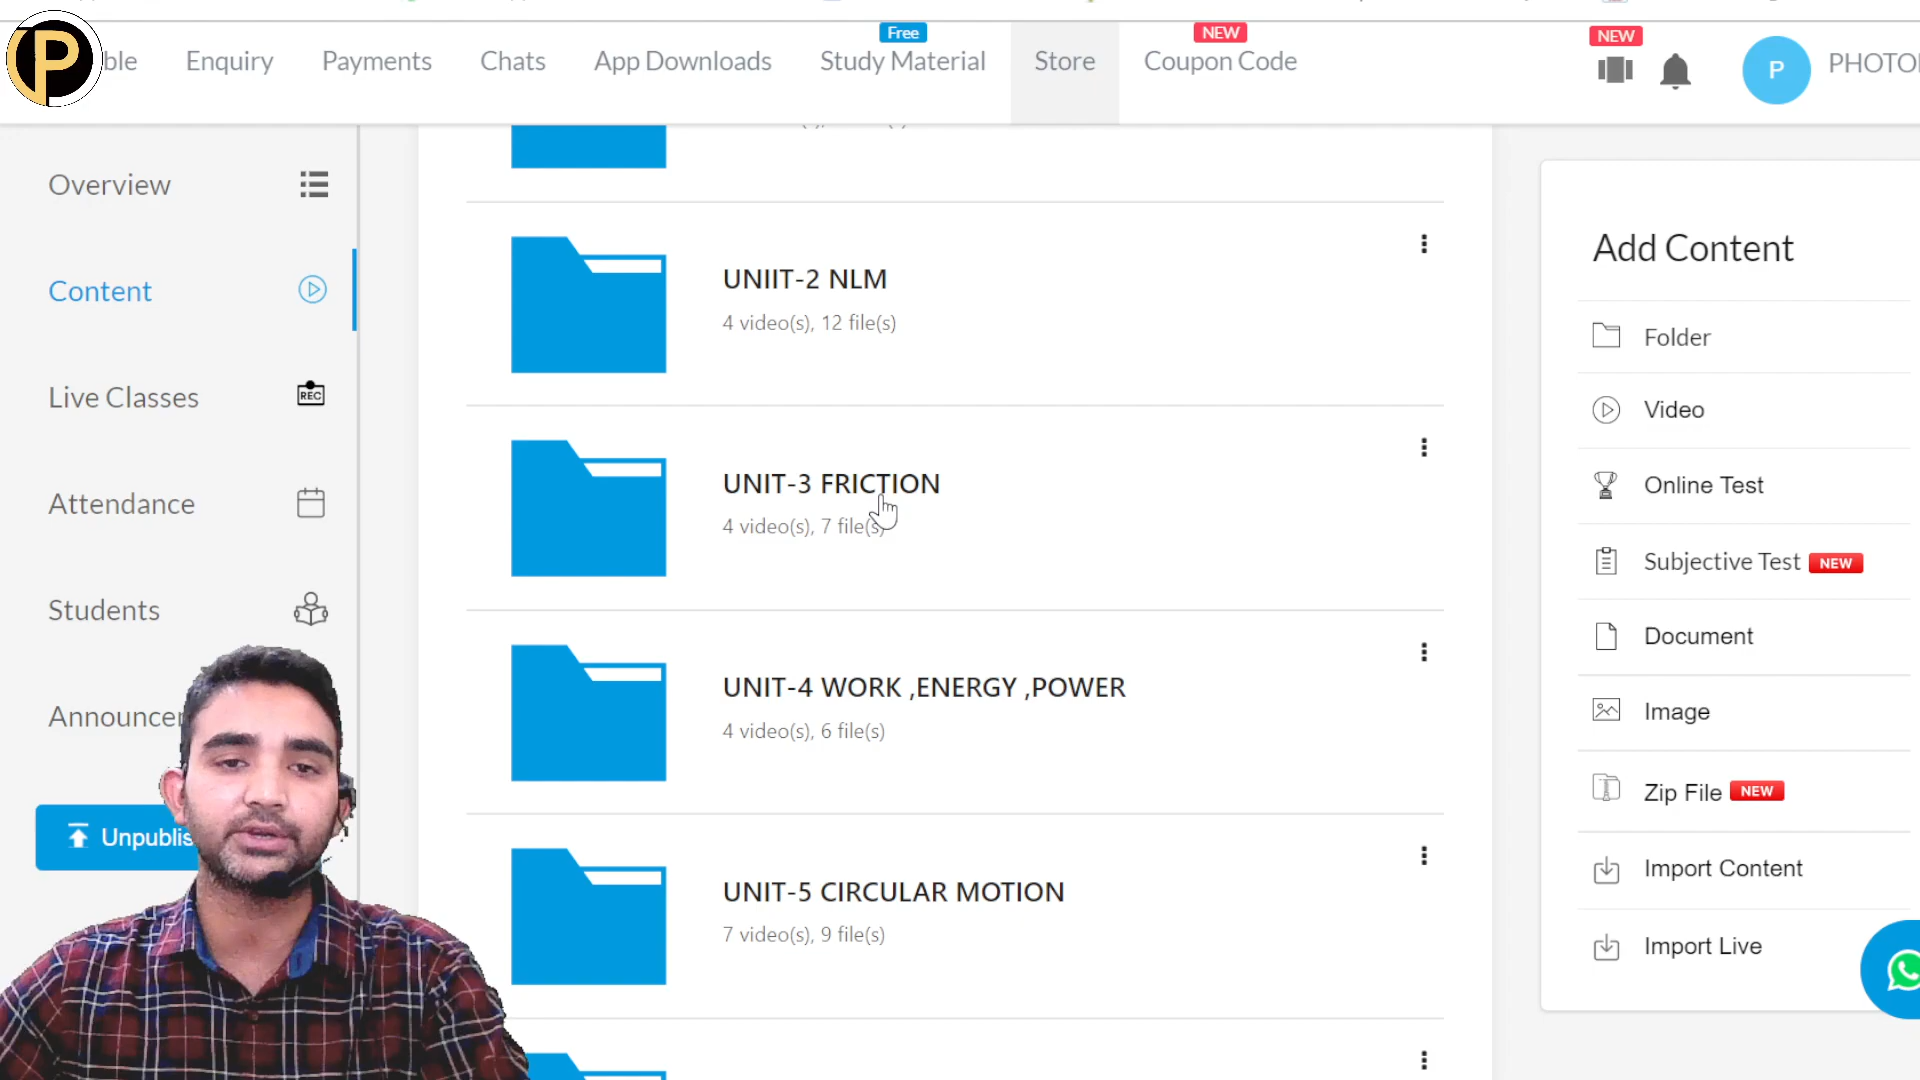 P
ble
Enquiry
Payments
Chats
App Downloads
Free
Study Material
Store
NEW
Coupon Code
NEW
P
PHOTO
Overview
Content
Live Classes
REC
Attendance
Students
Announcer
Unpublis
UNIIT-2 NLM
4 video(s), 12 file(s)
UNIT-3 FRICTION
4 video(s), 7 file(s)
UNIT-4 WORK ,ENERGY ,POWER
4 video(s), 6 file(s)
UNIT-5 CIRCULAR MOTION
7 video(s), 9 file(s)
Add Content
Folder
Video
Online Test
Subjective Test NEW
Document
Image
Zip File NEW
Import Content
Import Live